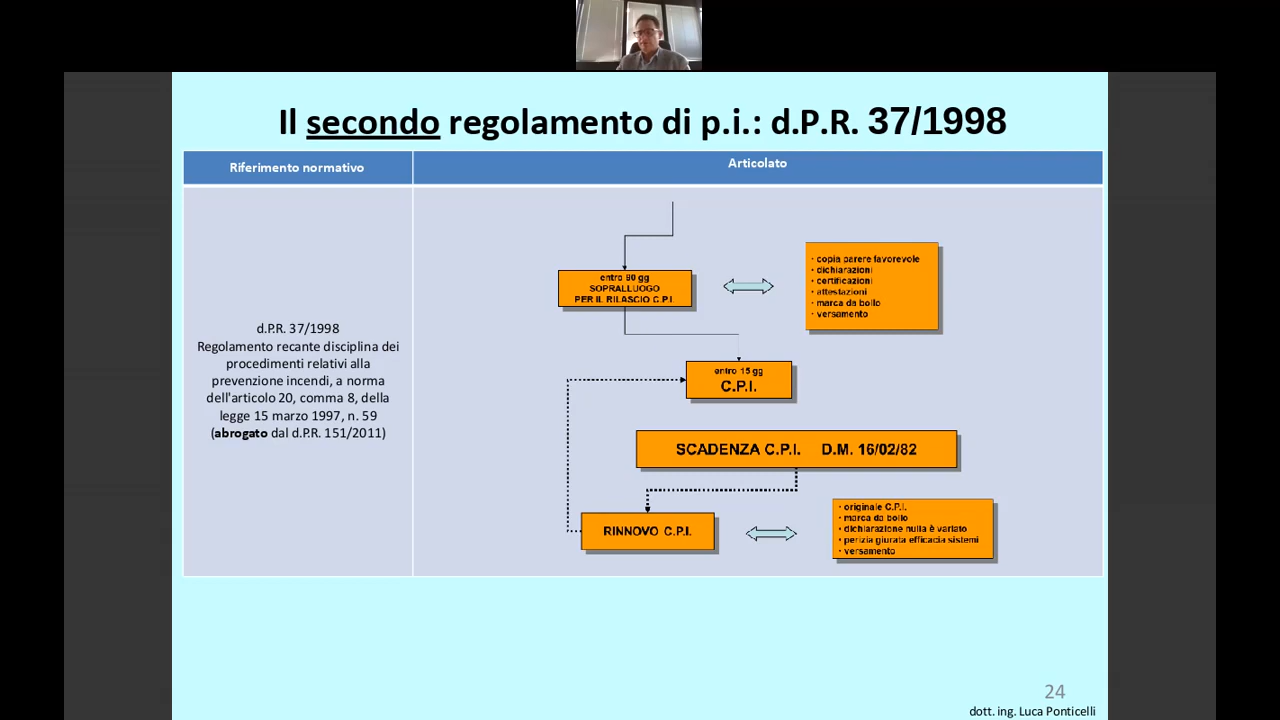 Il secondo regolamento di p.i.: d.P.R. 37/1998
Riferimento normativo
Articolato
d.P.R. 37/1998
Regolamento recante disciplina dei
procedimenti relativi alla
prevenzione incendi, a norma
dell'articolo 20, comma 8, della
legge 15 marzo 1997, n. 59
(abrogato dal d.P.R. 151/2011)
entro 90 gg
SOPRALLUOGO
PER IL RILASCIO C.P.I.
· copia parere favorevole
· dichiarazioni
· certificazioni
· attestazioni
· marca da bollo
· versamento
entro 15 gg
C.P.I.
SCADENZA C.P.I. D.M. 16/02/82
RINNOVO C.P.I.
· originale C.P.I.
· marca da bollo
· dichiarazione nulla è variato
· perizia giurata efficacia sistemi
· versamento
24
dott. ing. Luca Ponticelli